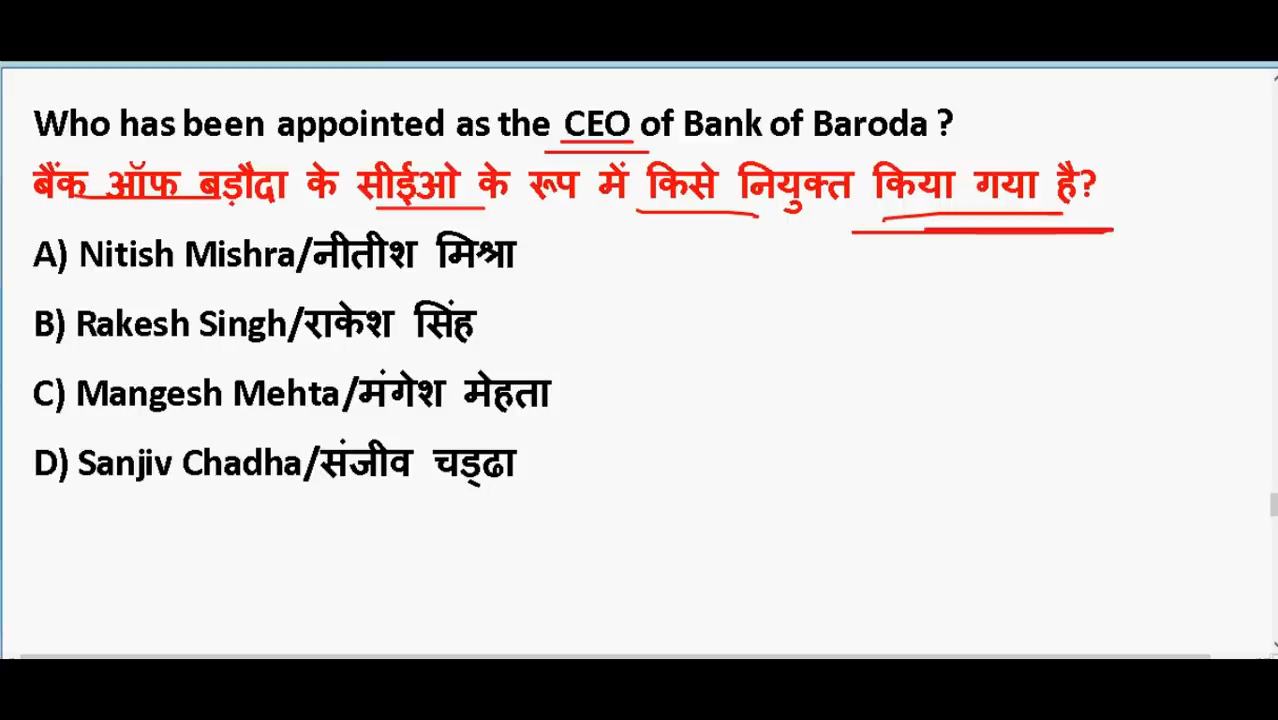 Who has been appointed as the CEO of Bank of Baroda ?
बैंक ऑफ बड़ौदा के सीईओ के रूप में किसे नियुक्त किया गया है?
A) Nitish Mishra/नीतीश मिश्रा
B) Rakesh Singh/राकेश सिंह
C) Mangesh Mehta/मंगेश मेहता
D) Sanjiv Chadha/संजीव चड्ढा